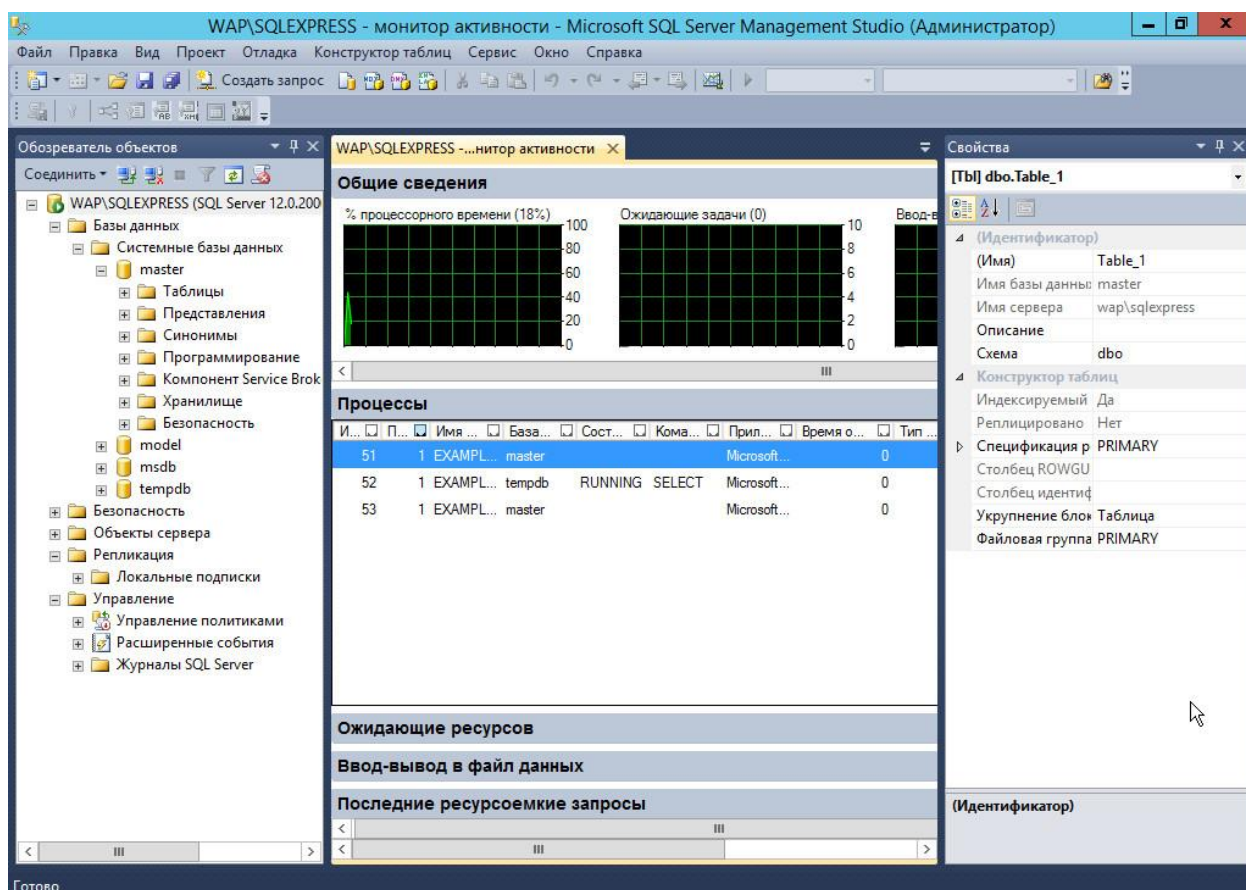 WAP\SQLEXPRESS - монитор активности - Microsoft SQL Server Management Studio (Администратор)
Файл Правка Вид Проект Отладка Конструктор таблиц Сервис Окно Справка
Создать запрос
Обозреватель объектов
Соединить
WAP\SQLEXPRESS (SQL Server 12.0.200
Базы данных
Системные базы данных
master
Таблицы
Представления
Синонимы
Программирование
Компонент Service Brok
Хранилище
Безопасность
model
msdb
tempdb
Безопасность
Объекты сервера
Репликация
Локальные подписки
Управление
Управление политиками
Расширенные события
Журналы SQL Server
WAP\SQLEXPRESS -...нитор активности
Общие сведения
% процессорного времени (18%)
100
80
60
40
20
0
Ожидающие задачи (0)
10
8
6
4
2
0
Ввод-в
Процессы
И... П... Имя ... База... Сост... Кома... Прил... Время о... Тип ...
51 1 EXAMPL... master Microsoft... 0
52 1 EXAMPL... tempdb RUNNING SELECT Microsoft... 0
53 1 EXAMPL... master Microsoft... 0
Ожидающие ресурсов
Ввод-вывод в файл данных
Последние ресурсоемкие запросы
Свойства
[Tbl] dbo.Table_1
(Идентификатор)
(Имя) Table_1
Имя базы данны: master
Имя сервера wap\sqlexpress
Описание
Схема dbo
Конструктор таблиц
Индексируемый Да
Реплицировано Нет
Спецификация р PRIMARY
Столбец ROWGU
Столбец идентиф
Укрупнение блок Таблица
Файловая группа PRIMARY
(Идентификатор)
Готово